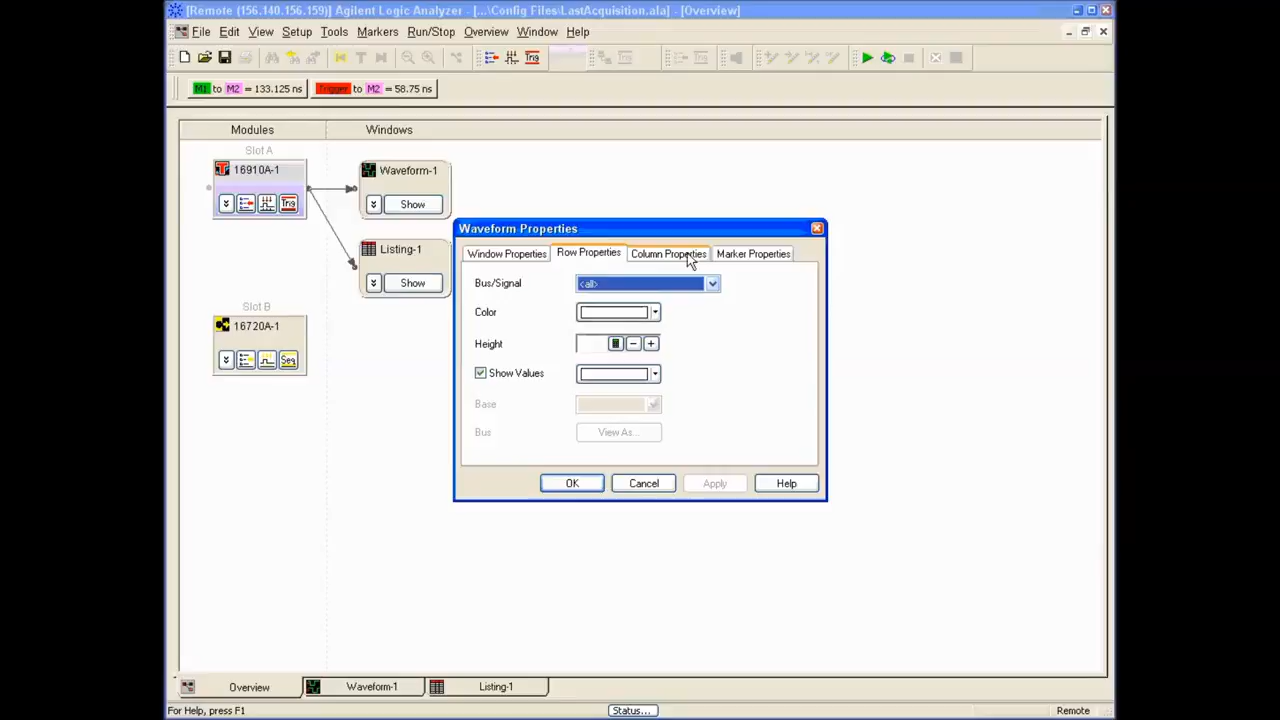 [Remote (156.140.156.159)] Agilent Logic Analyzer - [...\Config Files\LastAcquisition.ala] - [Overview]
File Edit View Setup Tools Markers Run/Stop Overview Window Help
Trig
M1 to M2 = 133.125 ns Trigger to M2 = 58.75 ns
Modules Windows
Slot A
16910A-1
Trig
Waveform-1
Show
Listing-1
Show
Slot B
16720A-1
Seq
Waveform Properties
Window Properties Row Properties Column Properties Marker Properties
Bus/Signal <all>
Color
Height - +
Show Values
Base
Bus View As...
OK Cancel Apply Help
Overview Waveform-1 Listing-1
For Help, press F1 Status... Remote